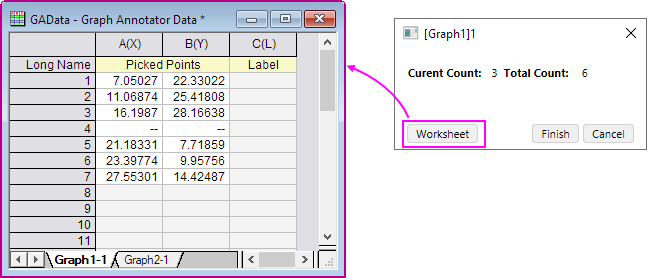 GAData - Graph Annotator Data *
A(X) B(Y) C(L)
Long Name Picked Points Label
1 7.05027 22.33022
2 11.06874 25.41808
3 16.1987 28.16638
4 -- --
5 21.18331 7.71859
6 23.39774 9.95756
7 27.55301 14.42487
8
9
10
11
Graph1-1 Graph2-1
[Graph1]1
Curent Count: 3 Total Count: 6
Worksheet Finish Cancel